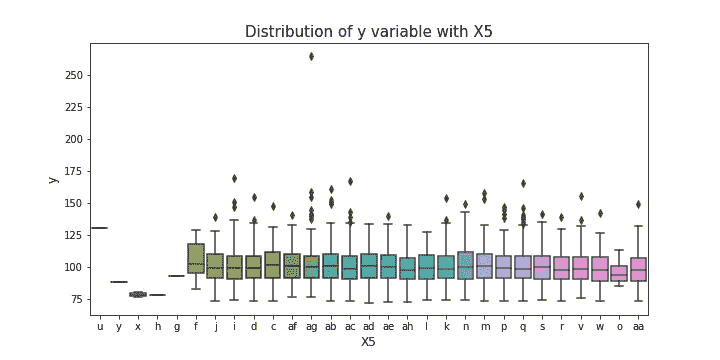 Distribution of y variable with X5
250
225
200
175
150
125
100
75
y
u y x h g f j i d c af ag ab ac ad ae ah l k n m p q s r v w o aa
X5